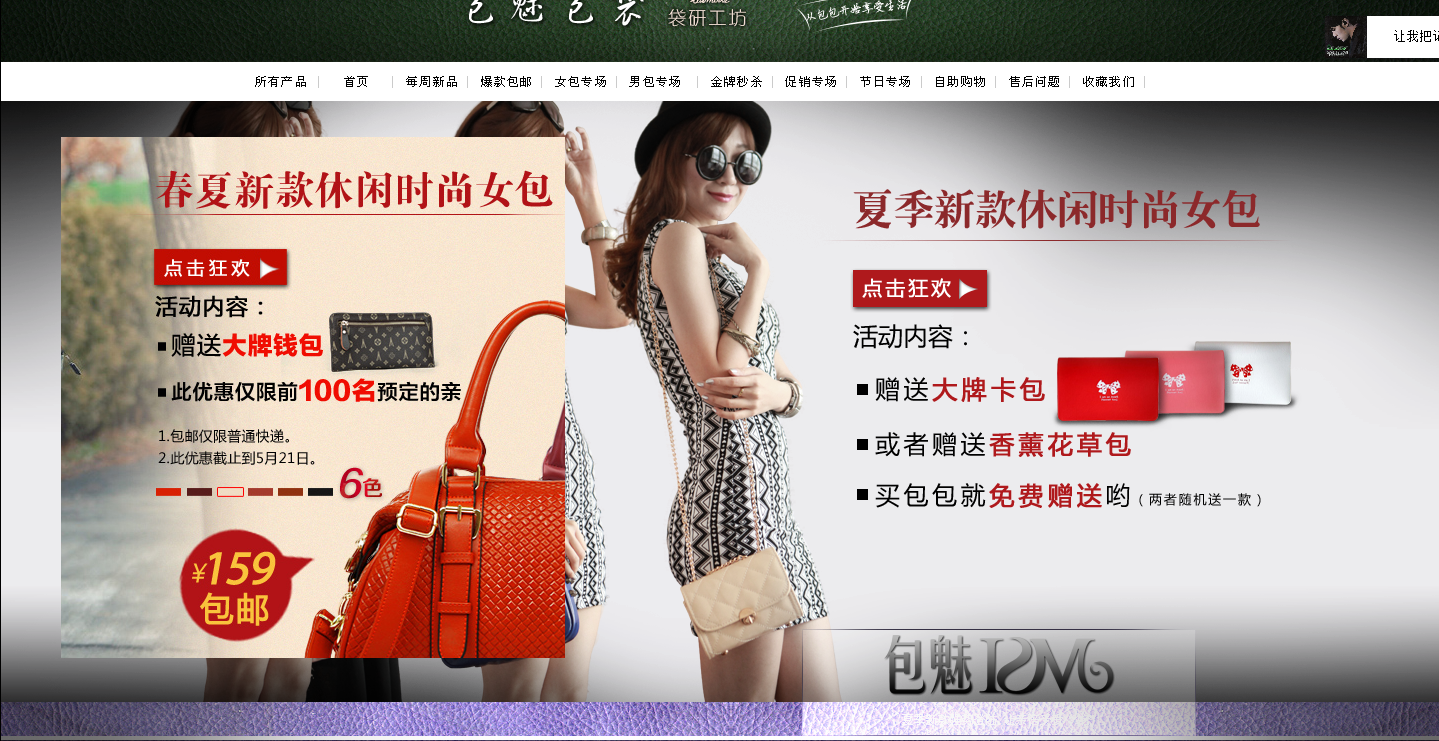 包魅包袋
袋研工坊
从包包开始享受生活
让我把
所有产品 首页 每周新品 爆款包邮 女包专场 男包专场 金牌秒杀 促销专场 节日专场 自助购物 售后问题 收藏我们
春夏新款休闲时尚女包
点击狂欢
活动内容：
赠送大牌钱包
此优惠仅限前100名预定的亲
1.包邮仅限普通快递。
2.此优惠截止到5月21日。
6色
¥159
包邮
夏季新款休闲时尚女包
点击狂欢
活动内容：
赠送大牌卡包
或者赠送香薰花草包
买包包就免费赠送哟（两者随机送一款）
包魅